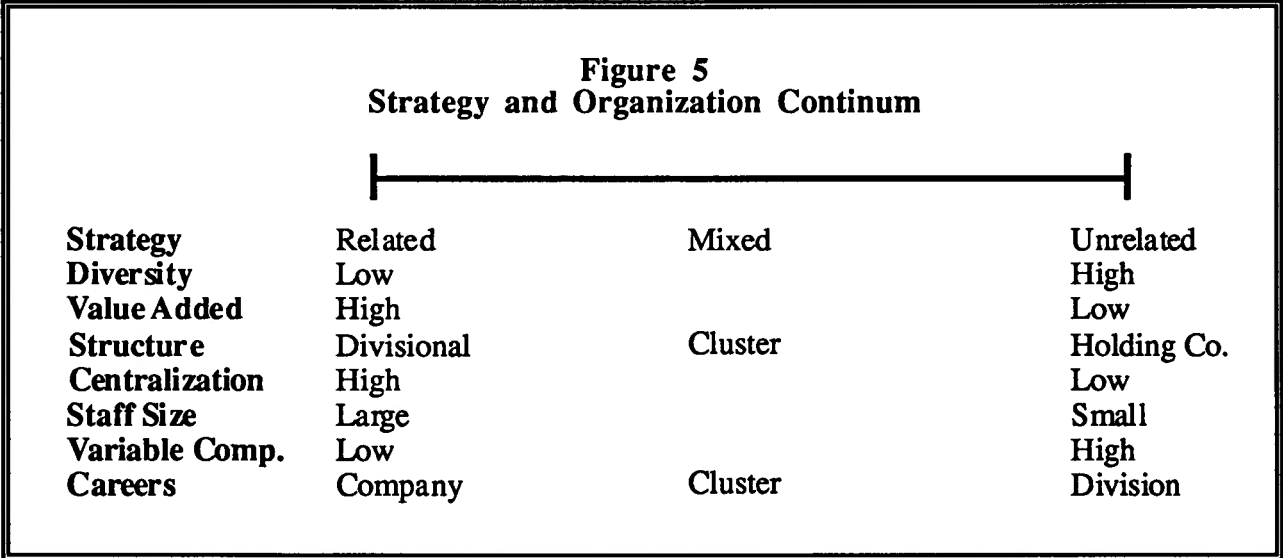 Figure 5
Strategy and Organization Continum
Strategy Related Mixed Unrelated
Diversity Low High
Value Added High Low
Structure Divisional Cluster Holding Co.
Centralization High Low
Staff Size Large Small
Variable Comp. Low High
Careers Company Cluster Division